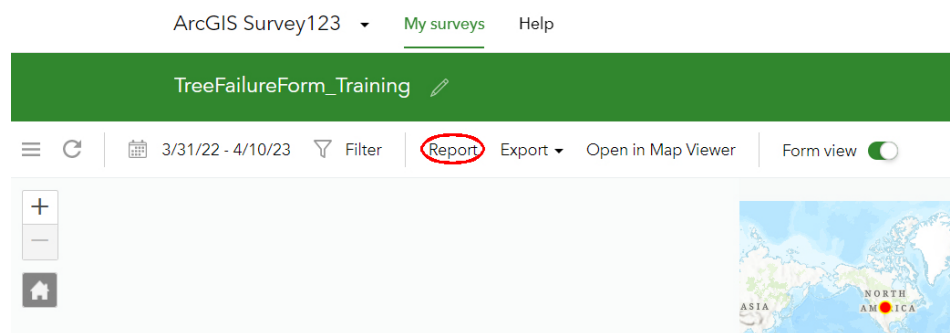 ArcGIS Survey123 My surveys Help
TreeFailureForm_Training
3/31/22 - 4/10/23 Filter Report Export Open in Map Viewer Form view
+
−
NORTH
ASIA AMERICA